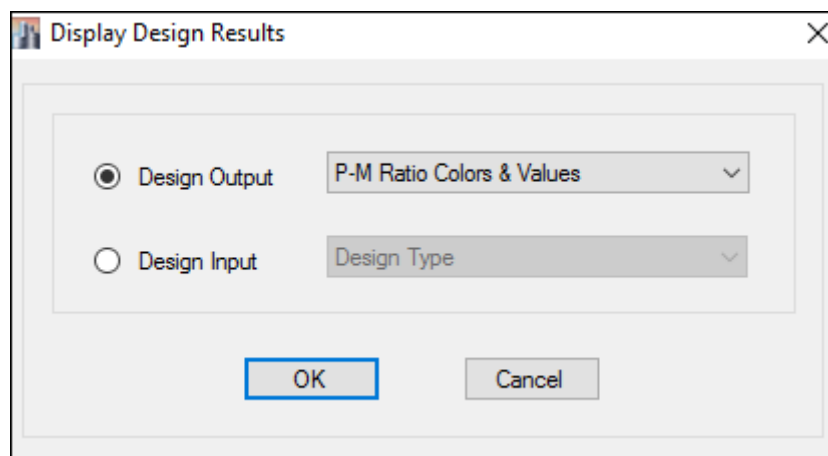 Display Design Results
Design Output P-M Ratio Colors & Values
Design Input Design Type
OK Cancel